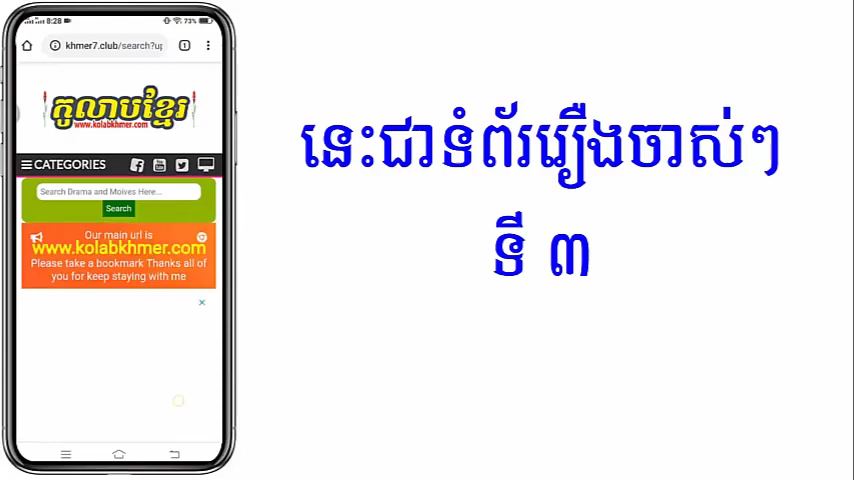 8:28
73%
khmer7.club/search?up
1
កូលាបខ្មែរ
www.kolabkhmer.com
CATEGORIES
Search Drama and Moives Here...
Search
Our main url is
www.kolabkhmer.com
Please take a bookmark Thanks all of
you for keep staying with me
នេះជាទំព័ររឿងចាស់ៗ
ទី ៣